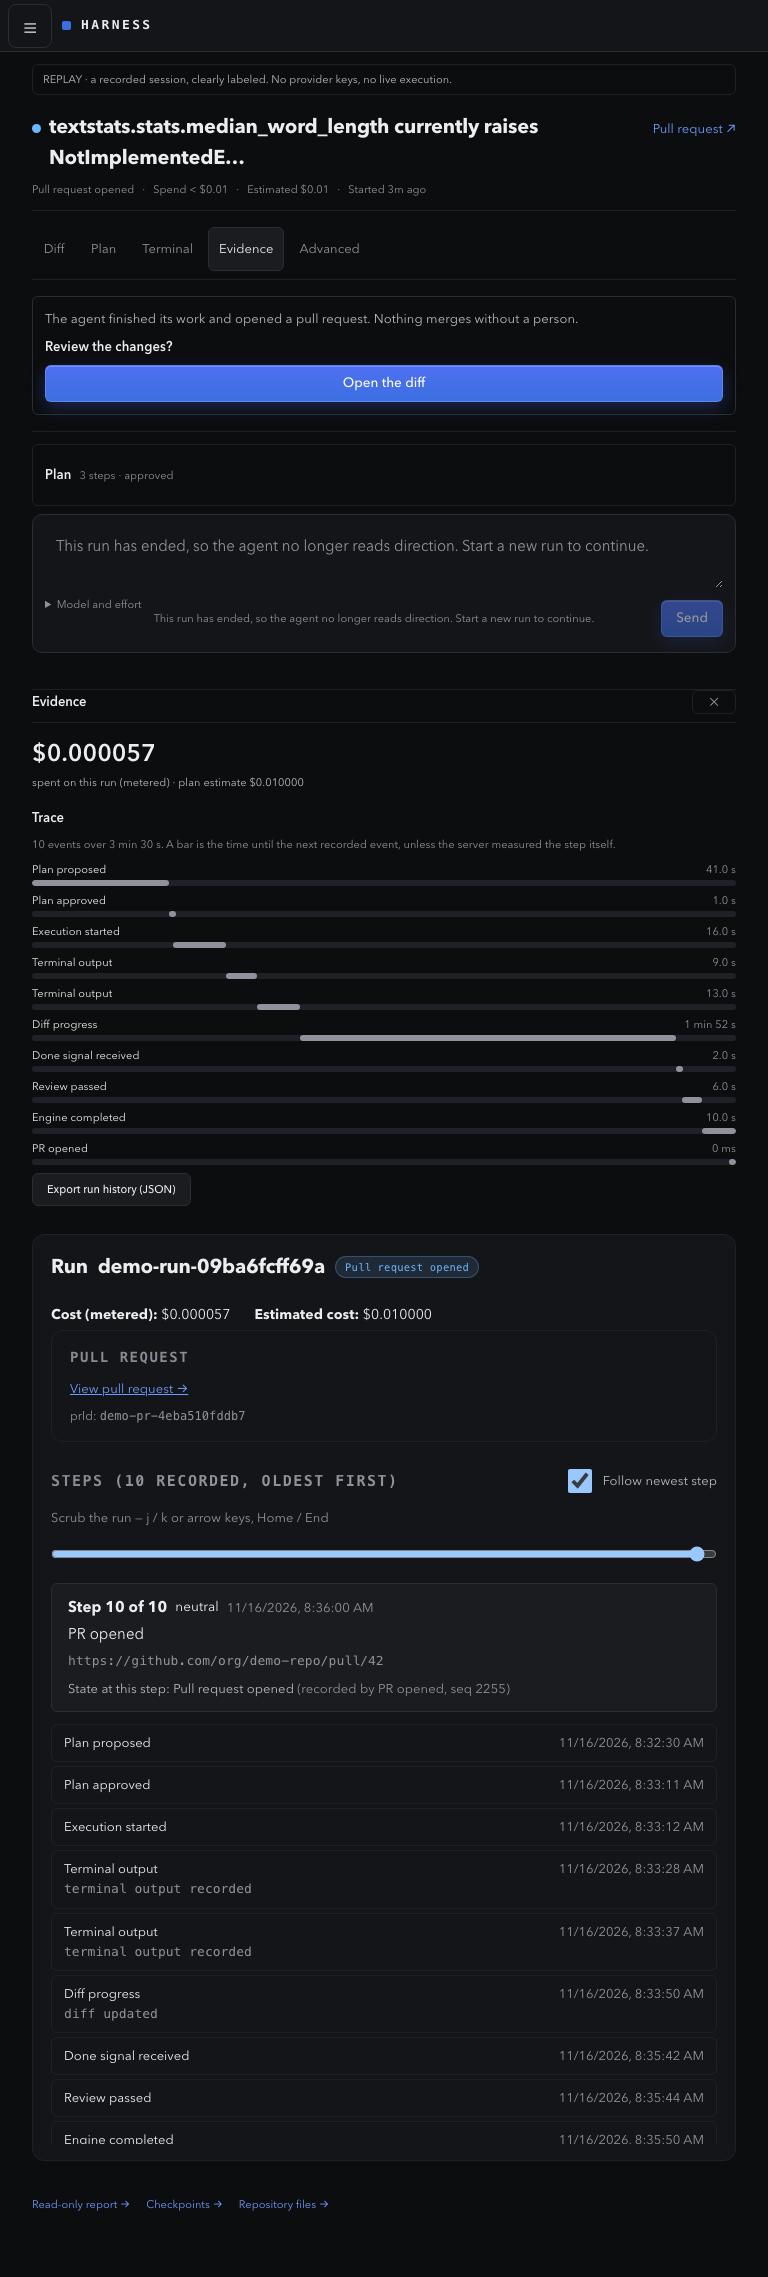 HARNESS
REPLAY · a recorded session, clearly labeled. No provider keys, no live execution.
textstats.stats.median_word_length currently raises
NotImplementedE...
Pull request ↗
Pull request opened · Spend < $0.01 · Estimated $0.01 · Started 3m ago
Diff Plan Terminal Evidence Advanced
The agent finished its work and opened a pull request. Nothing merges without a person.
Review the changes?
Open the diff
Plan 3 steps · approved
This run has ended, so the agent no longer reads direction. Start a new run to continue.
▶ Model and effort
This run has ended, so the agent no longer reads direction. Start a new run to continue.
Send
Evidence
×
$0.000057
spent on this run (metered) · plan estimate $0.010000
Trace
10 events over 3 min 30 s. A bar is the time until the next recorded event, unless the server measured the step itself.
Plan proposed 41.0 s
Plan approved 1.0 s
Execution started 16.0 s
Terminal output 9.0 s
Terminal output 13.0 s
Diff progress 1 min 52 s
Done signal received 2.0 s
Review passed 6.0 s
Engine completed 10.0 s
PR opened 0 ms
Export run history (JSON)
Run demo-run-09ba6fcff69a Pull request opened
Cost (metered): $0.000057 Estimated cost: $0.010000
PULL REQUEST
View pull request →
prId: demo-pr-4eba510fddb7
STEPS (10 RECORDED, OLDEST FIRST)
Follow newest step
Scrub the run — j / k or arrow keys, Home / End
Step 10 of 10 neutral 11/16/2026, 8:36:00 AM
PR opened
https://github.com/org/demo-repo/pull/42
State at this step: Pull request opened (recorded by PR opened, seq 2255)
Plan proposed 11/16/2026, 8:32:30 AM
Plan approved 11/16/2026, 8:33:11 AM
Execution started 11/16/2026, 8:33:12 AM
Terminal output 11/16/2026, 8:33:28 AM
terminal output recorded
Terminal output 11/16/2026, 8:33:37 AM
terminal output recorded
Diff progress 11/16/2026, 8:33:50 AM
diff updated
Done signal received 11/16/2026, 8:35:42 AM
Review passed 11/16/2026, 8:35:44 AM
Engine completed 11/16/2026, 8:35:50 AM
Read-only report → Checkpoints → Repository files →